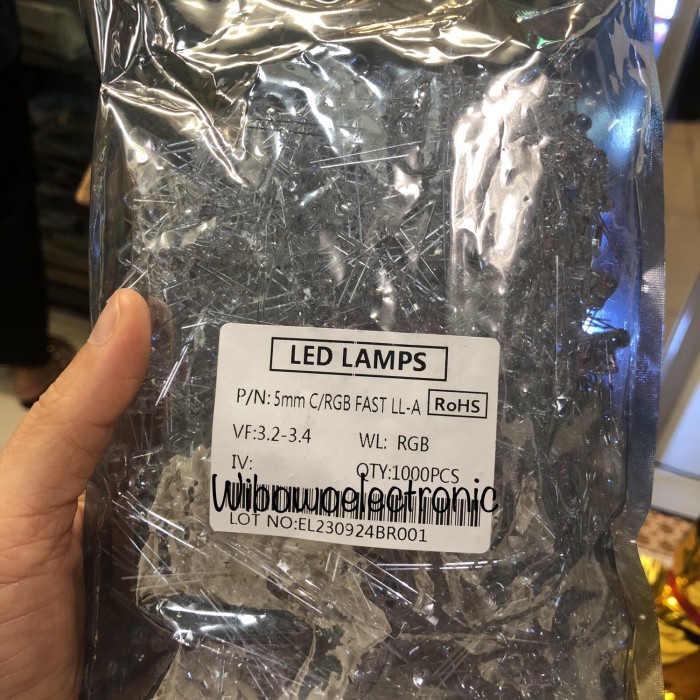 LED LAMPS
P/N: 5mm C/RGB FAST LL-A RoHS
VF:3.2-3.4 WL: RGB
IV: QTY:1000PCS
Wibowoelectronic
LOT NO:EL230924BR001